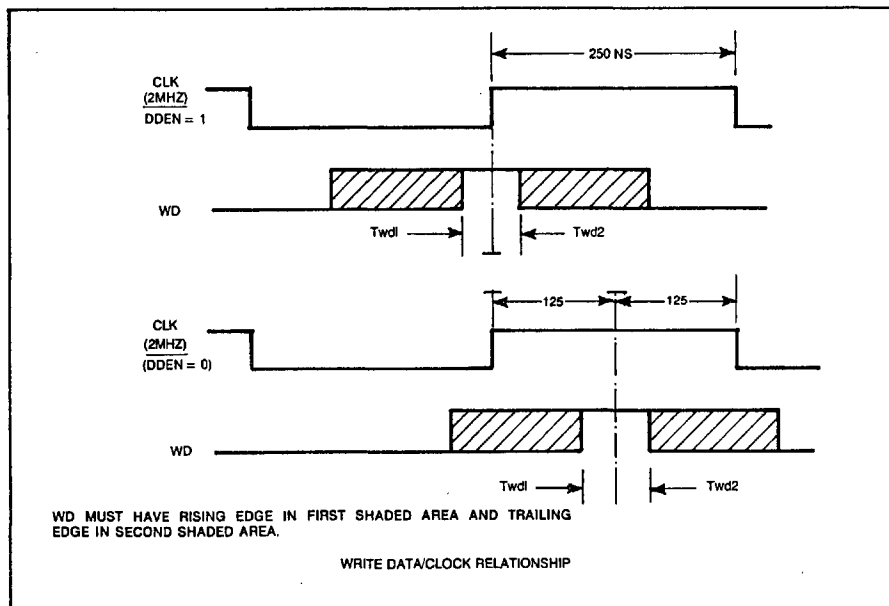 250 NS
CLK
(2MHZ)
DDEN = 1
WD
Twdl
Twd2
125
125
CLK
(2MHZ)
(DDEN = 0)
WD
Twdl
Twd2
WD MUST HAVE RISING EDGE IN FIRST SHADED AREA AND TRAILING
EDGE IN SECOND SHADED AREA.
WRITE DATA/CLOCK RELATIONSHIP